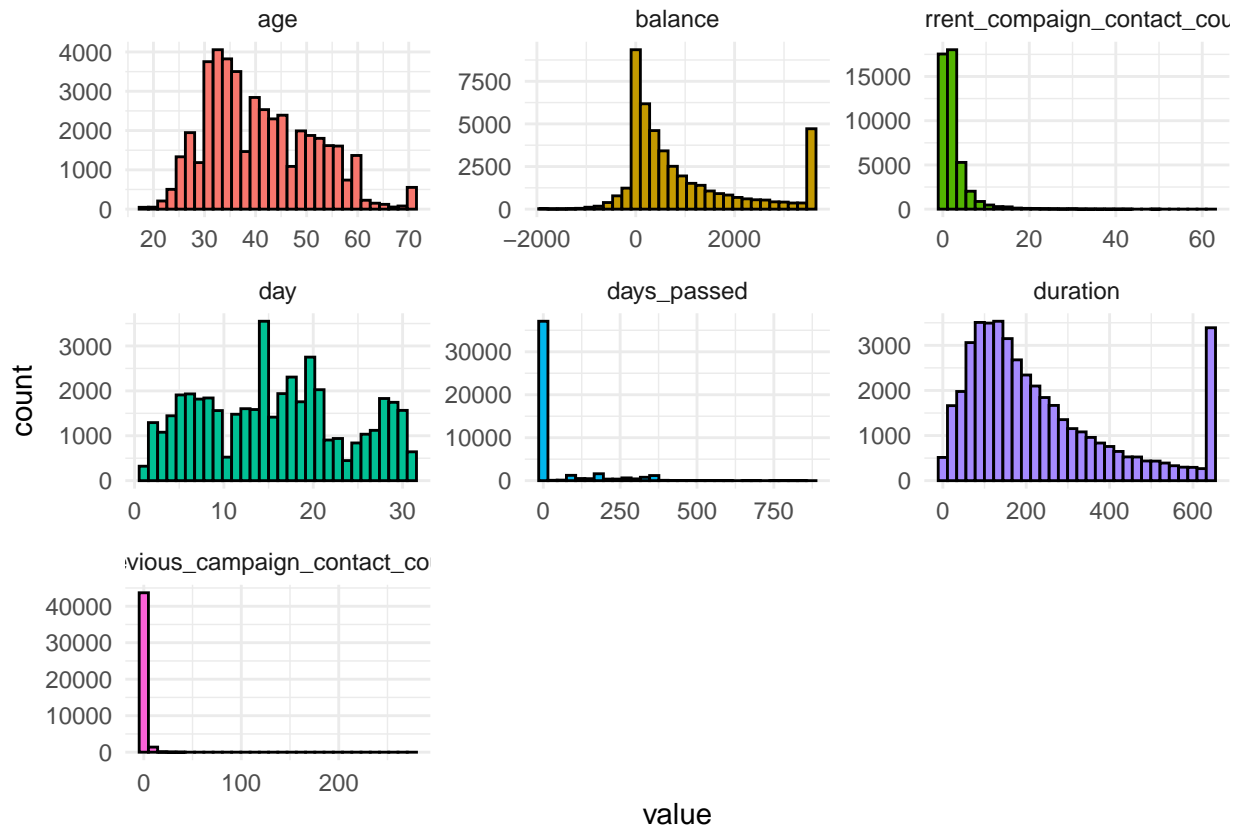 age balance rrent_compaign_contact_cou
4000
3000
2000
1000
0
20 30 40 50 60 70
7500
5000
2500
0
−2000 0 2000
15000
10000
5000
0
0 20 40 60
day days_passed duration
3000
2000
1000
0
0 10 20 30
30000
20000
10000
0
0 250 500 750
3000
2000
1000
0
0 200 400 600
evious_campaign_contact_co
40000
30000
20000
10000
0
0 100 200
count
value